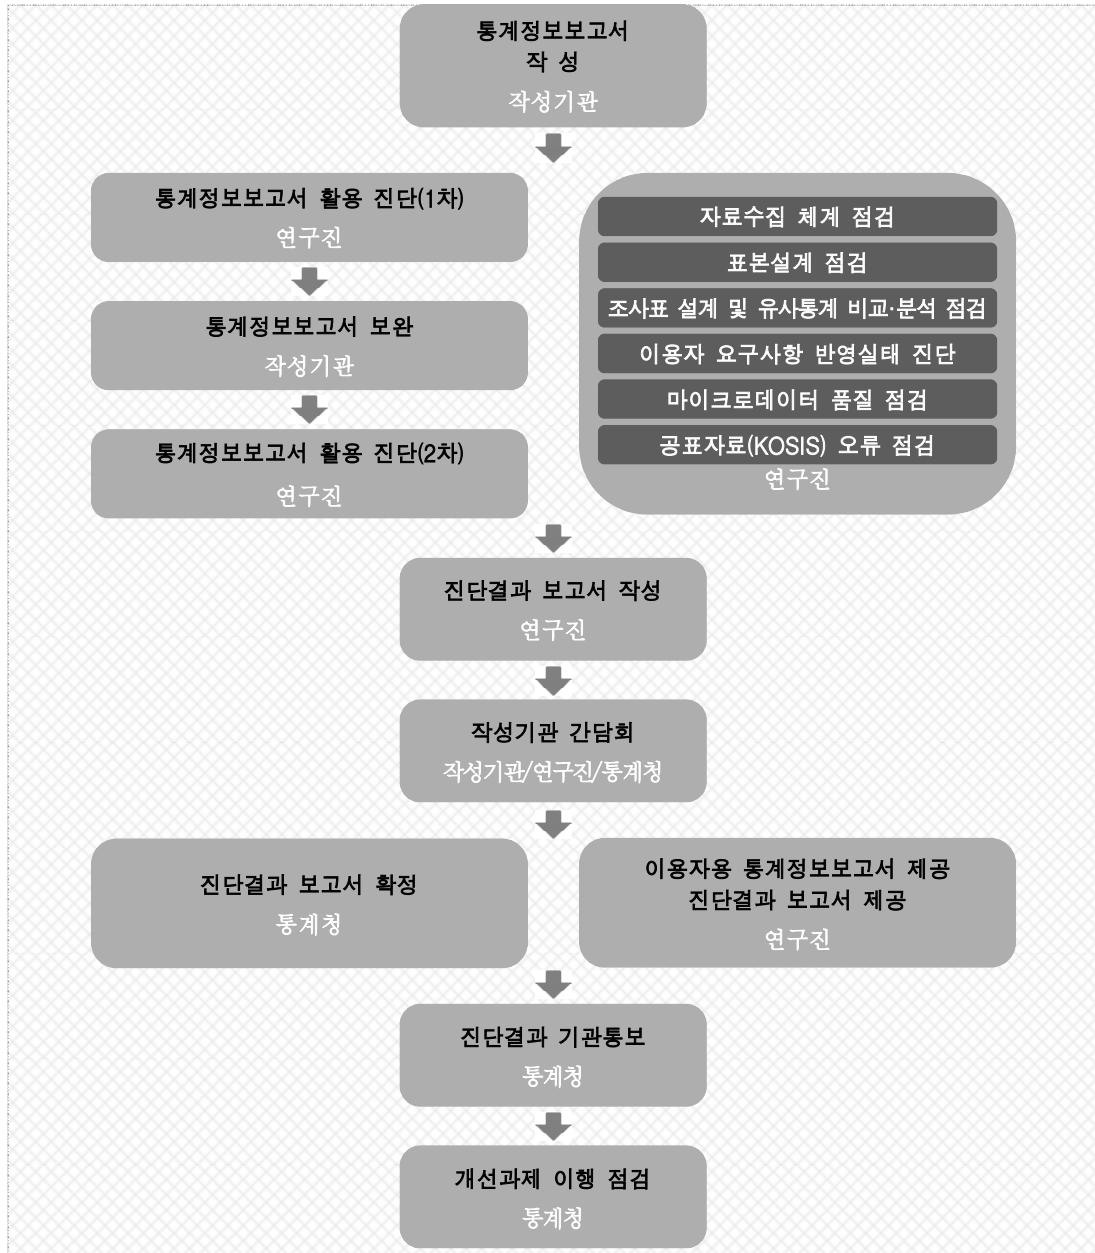 통계정보보고서
작 성
작성기관
통계정보보고서 활용 진단(1차)
연구진
통계정보보고서 보완
작성기관
통계정보보고서 활용 진단(2차)
연구진
자료수집 체계 점검
표본설계 점검
조사표 설계 및 유사통계 비교·분석 점검
이용자 요구사항 반영실태 진단
마이크로데이터 품질 점검
공표자료(KOSIS) 오류 점검
연구진
진단결과 보고서 작성
연구진
작성기관 간담회
작성기관/연구진/통계청
진단결과 보고서 확정
통계청
이용자용 통계정보보고서 제공
진단결과 보고서 제공
연구진
진단결과 기관통보
통계청
개선과제 이행 점검
통계청